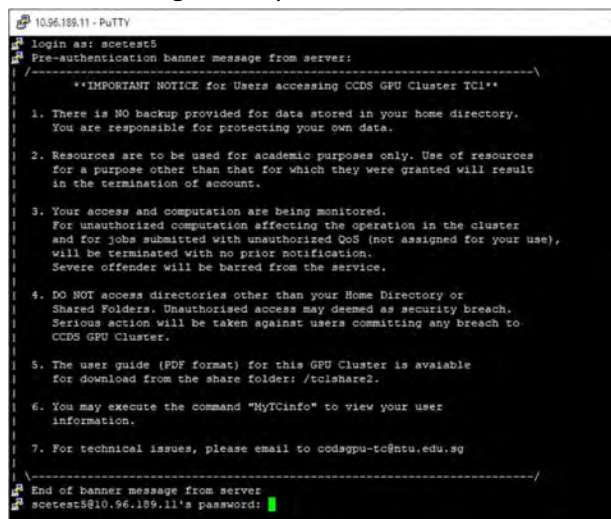 10.96.189.11 - PuTTY
login as: scetest5
Pre-authentication banner message from server:
/----------------------------------------------------------------------------\
**IMPORTANT NOTICE for Users accessing CCDS GPU Cluster TC1**
1. There is NO backup provided for data stored in your home directory.
You are responsible for protecting your own data.
2. Resources are to be used for academic purposes only. Use of resources
for a purpose other than that for which they were granted will result
in the termination of account.
3. Your access and computation are being monitored.
For unauthorized computation affecting the operation in the cluster
and for jobs submitted with unauthorized QoS (not assigned for your use),
will be terminated with no prior notification.
Severe offender will be barred from the service.
4. DO NOT access directories other than your Home Directory or
Shared Folders. Unauthorised access may deemed as security breach.
Serious action will be taken against users committing any breach to
CCDS GPU Cluster.
5. The user guide (PDF format) for this GPU Cluster is avaiable
for download from the share folder: /tc1share2.
6. You may execute the command "MyTCinfo" to view your user
information.
7. For technical issues, please email to ccdsgpu-tc@ntu.edu.sg
\----------------------------------------------------------------------------/
End of banner message from server
scetest5@10.96.189.11's password: